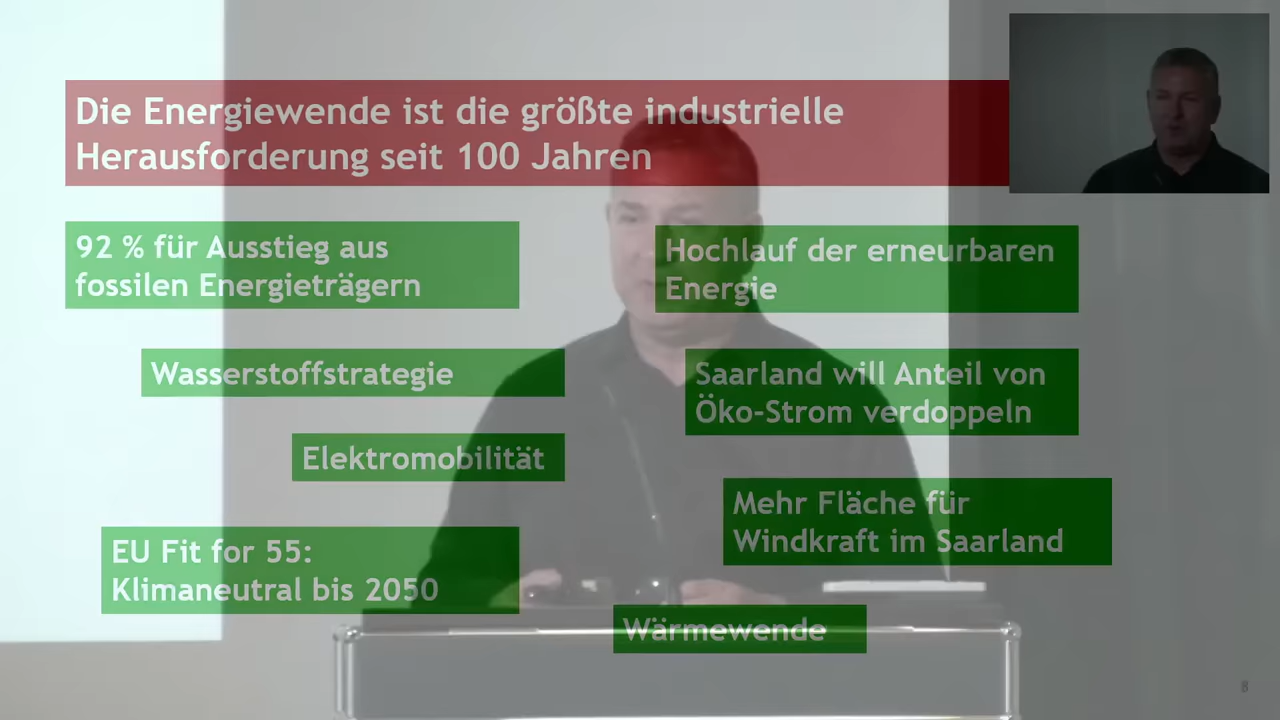 Die Energiewende ist die größte industrielle
Herausforderung seit 100 Jahren
92 % für Ausstieg aus
fossilen Energieträgern
Hochlauf der erneurbaren
Energie
Wasserstoffstrategie
Saarland will Anteil von
Öko-Strom verdoppeln
Elektromobilität
Mehr Fläche für
Windkraft im Saarland
EU Fit for 55:
Klimaneutral bis 2050
Wärmewende
8